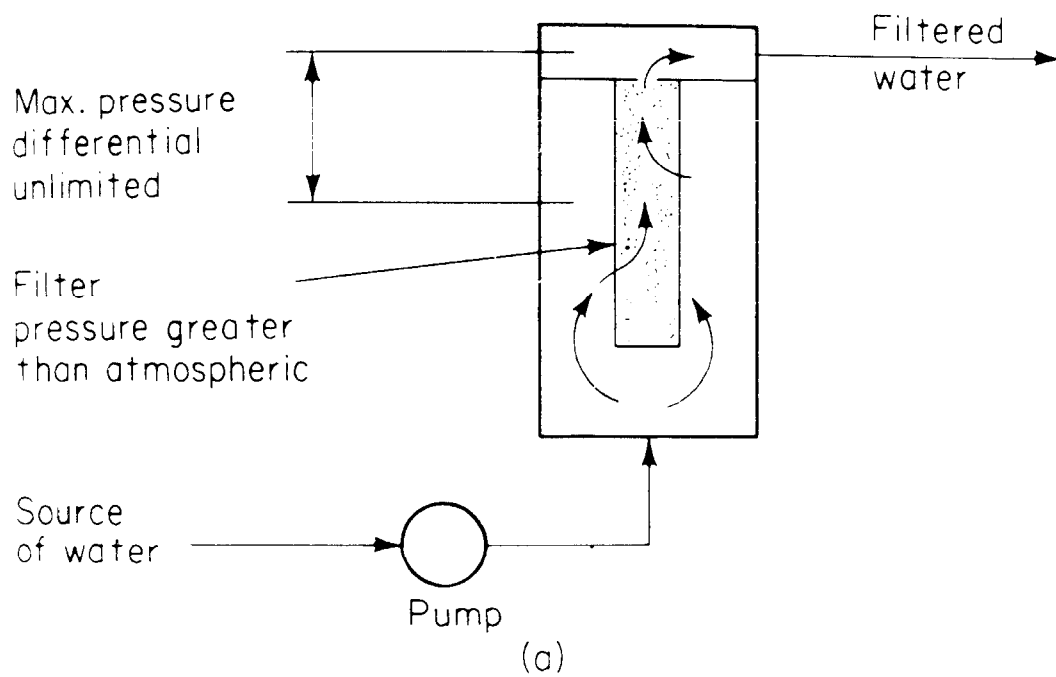 Filtered
water
Max. pressure
differential
unlimited
Filter
pressure greater
than atmospheric
Source
of water
Pump
(a)